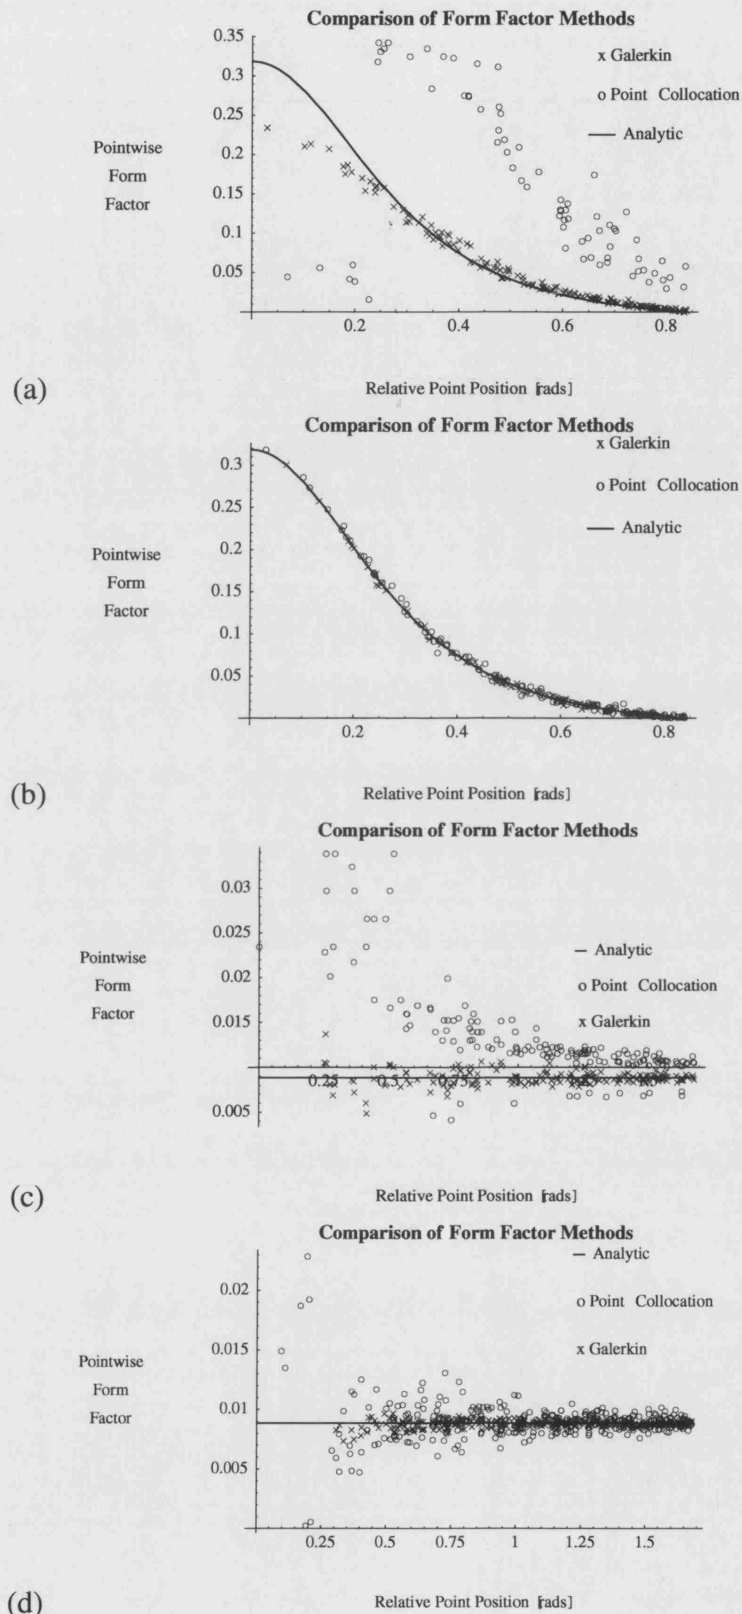 Comparison of Form Factor Methods
0.35
0.3
0.25
0.2
0.15
0.1
0.05
x Galerkin
o Point Collocation
— Analytic
Pointwise
Form
Factor
0.2 0.4 0.6 0.8
(a)
Relative Point Position [rads]
Comparison of Form Factor Methods
0.3
0.25
0.2
0.15
0.1
0.05
x Galerkin
o Point Collocation
— Analytic
Pointwise
Form
Factor
0.2 0.4 0.6 0.8
(b)
Relative Point Position [rads]
Comparison of Form Factor Methods
0.03
0.025
0.02
0.015
0.005
Pointwise
Form
Factor
— Analytic
o Point Collocation
x Galerkin
0.25
(c)
Relative Point Position [rads]
Comparison of Form Factor Methods
0.02
0.015
0.01
0.005
— Analytic
o Point Collocation
x Galerkin
Pointwise
Form
Factor
0.25 0.5 0.75 1 1.25 1.5
(d)
Relative Point Position [rads]